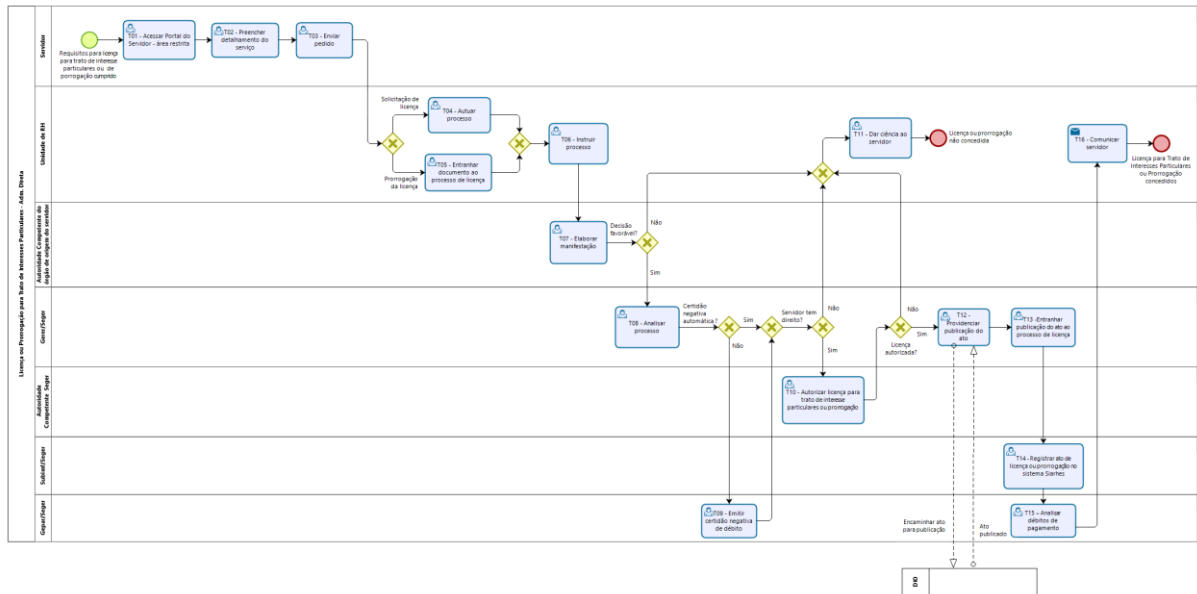 Licença ou Prorrogação para Trato de Interesses Particulares - Adm. Direta
Servidor
Requisitos para licença
para trato de interesse
particulares ou de
prorrogação cumprido
T01 - Acessar Portal do
Servidor - área restrita
T02 - Preencher
detalhamento do
serviço
T03 - Enviar
pedido
Unidade de RH
Solicitação de
licença
Prorrogação
da licença
T04 - Autuar
processo
T05 - Entranhar
documento ao
processo de licença
T06 - Instruir
processo
T11 - Dar ciência ao
servidor
Licença ou prorrogação
não concedida
T16 - Comunicar
servidor
Licença para Trato de
Interesses Particulares
ou Prorrogação
concedidos
Autoridade Competente do
órgão de origem do servidor
T07 - Elaborar
manifestação
Decisão
favorável?
Não
Sim
T08 - Analisar
processo
Certidão
negativa
automática?
Sim
Não
Servidor tem
direito?
Não
Sim
Não
Sim
Licença
autorizada?
T12 -
Providenciar
publicação do
ato
T13 -Entranhar
publicação do ato ao
processo de licença
Autoridade
Competente Seger
T10 - Autorizar licença para
trato de interesse
particulares ou prorrogação
T14 - Registrar ato de
licença ou prorrogação no
sistema Siarhes
T09 - Emitir
certidão negativa
de débito
T15 - Analisar
débitos de
pagamento
Encaminhar ato
para publicação
Ato
publicado
DIO